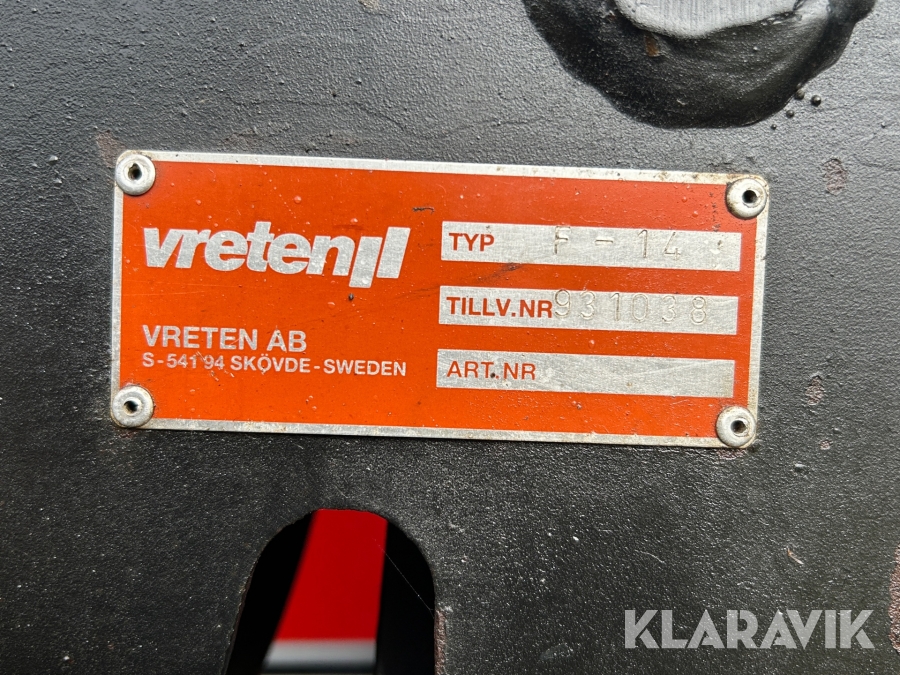 vreten
VRETEN AB
S-541 94 SKÖVDE-SWEDEN
TYP F-14
TILLV.NR 931038
ART.NR
KLARAVIK